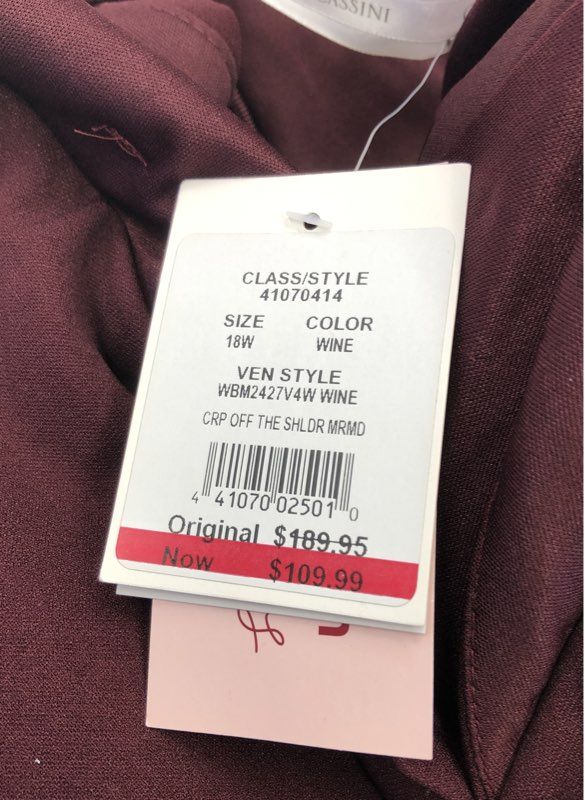 CASSINI
CLASS/STYLE
41070414
SIZE COLOR
18W WINE
VEN STYLE
WBM2427V4W WINE
CRP OFF THE SHLDR MRMD
4 41070 02501 0
Original $189.95
Now $109.99